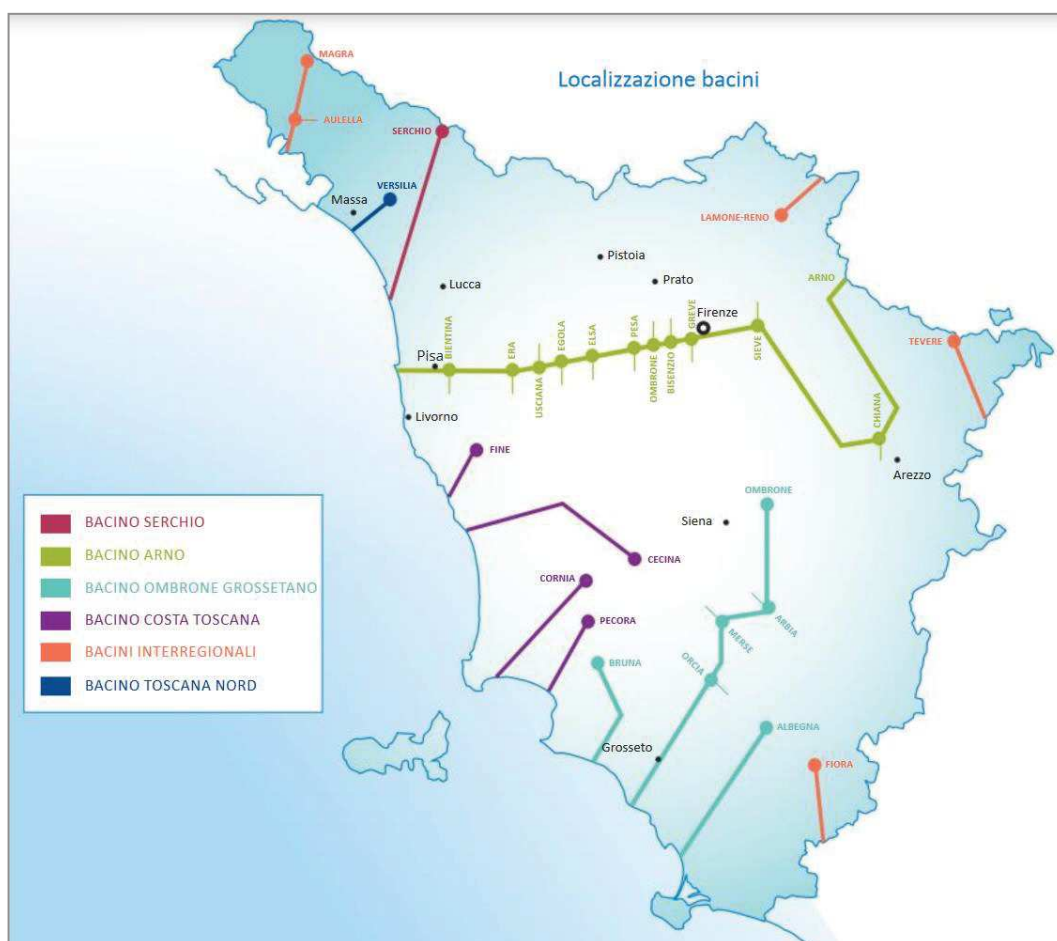 Localizzazione bacini
MAGRA
AULELLA
SERCHIO
VERSILIA
Massa
LAMONE-RENO
Pistoia
Prato
Lucca
ARNO
Firenze
TEVERE
Pisa
BIENTINA
ERA
USCIANA
EGOLA
ELSA
PESA
OMBRONE
BISENZIO
GREVE
SIEVE
CHIANA
Livorno
Arezzo
FINE
OMBRONE
Siena
CECINA
CORNIA
PECORA
ARBIA
MERSE
ORCIA
BRUNA
ALBEGNA
Grosseto
FIORA
BACINO SERCHIO
BACINO ARNO
BACINO OMBRONE GROSSETANO
BACINO COSTA TOSCANA
BACINI INTERREGIONALI
BACINO TOSCANA NORD